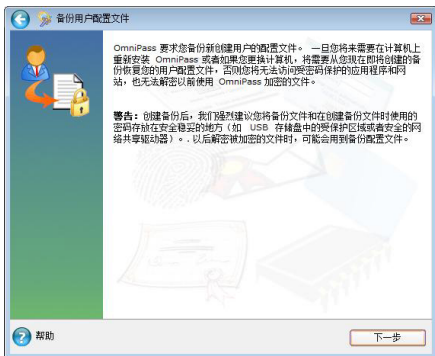 备份用户配置文件
OmniPass 要求您备份新创建用户的配置文件。 一旦您将来需要在计算机上
重新安装 OmniPass 或者如果您更换计算机，将需要从您现在即将创建的备
份恢复您的用户配置文件，否则您将无法访问受密码保护的应用程序和网
站，也无法解密以前使用 OmniPass 加密的文件。
警告：创建备份后，我们强烈建议您将备份文件和在创建备份文件时使用的
密码存放在安全稳妥的地方（如 USB 存储盘中的受保护区域或者安全的网
络共享驱动器）。.以后解密被加密的文件时，可能会用到备份配置文件。
帮助
下一步